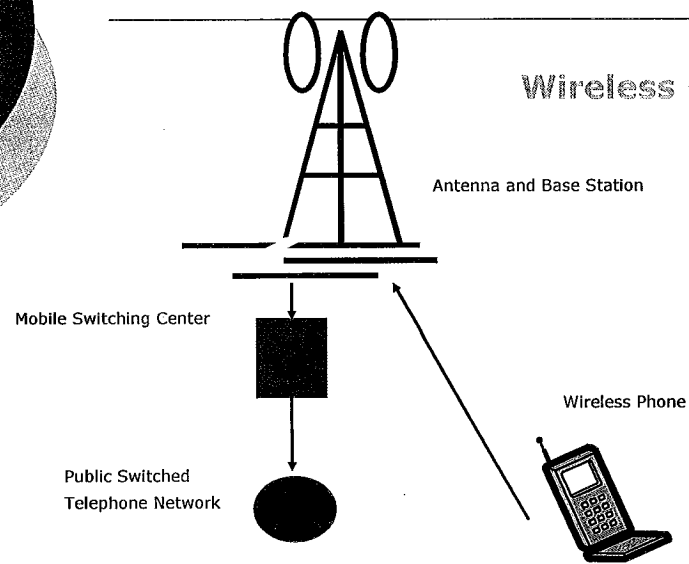 Wireless
Antenna and Base Station
Mobile Switching Center
Wireless Phone
Public Switched
Telephone Network